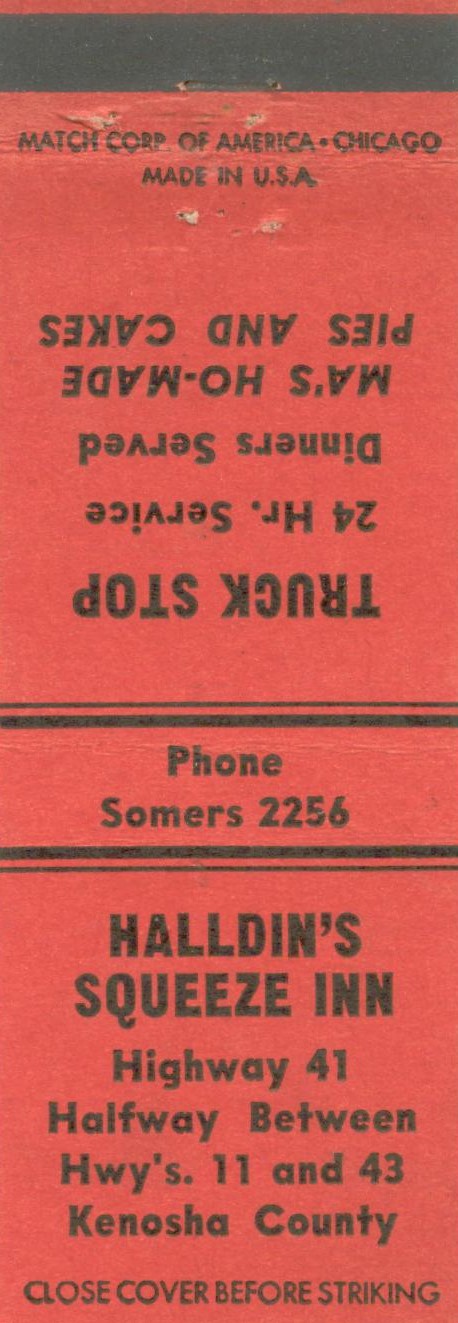 MATCH CORP. OF AMERICA • CHICAGO
MADE IN U.S.A.
TRUCK STOP
24 Hr. Service
Dinners Served
MA'S HO-MADE
PIES AND CAKES
Phone
Somers 2256
HALLDIN'S
SQUEEZE INN
Highway 41
Halfway Between
Hwy's. 11 and 43
Kenosha County
CLOSE COVER BEFORE STRIKING